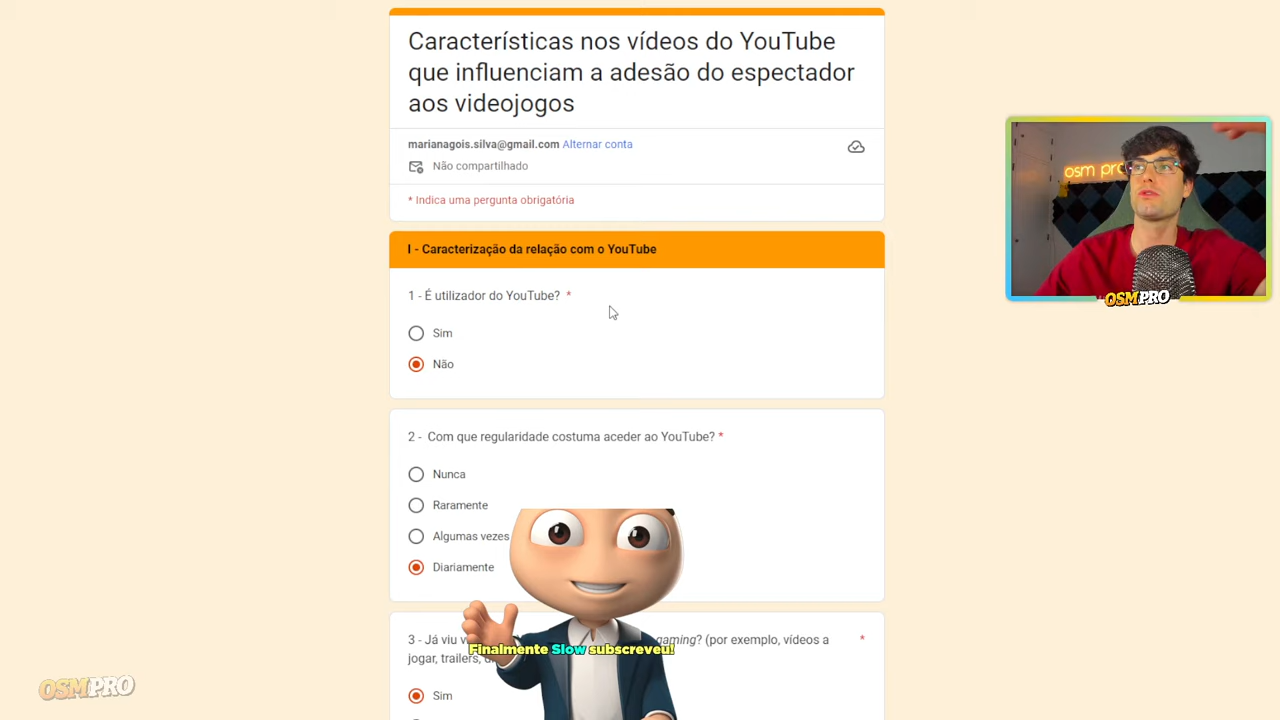 Características nos vídeos do YouTube
que influenciam a adesão do espectador
aos videojogos
marianagois.silva@gmail.com Alternar conta
Não compartilhado
* Indica uma pergunta obrigatória
I - Caracterização da relação com o YouTube
1 - É utilizador do YouTube? *
Sim
Não
2 - Com que regularidade costuma aceder ao YouTube? *
Nunca
Raramente
Algumas vezes
Diariamente
3 - Já viu
gaming? (por exemplo, vídeos a *
jogar, trailers,
Finalmente Slow subscreveu!
Sim
osm pro
OSMPRO
OSMPRO